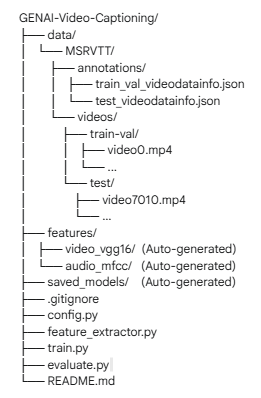 GENAI-Video-Captioning/
├── data/
│   └── MSRVTT/
│       ├── annotations/
│       │   ├── train_val_videodatainfo.json
│       │   └── test_videodatainfo.json
│       └── videos/
│           ├── train-val/
│           │   ├── video0.mp4
│           │   └── ...
│           └── test/
│               ├── video7010.mp4
│               └── ...
├── features/
│   ├── video_vgg16/ (Auto-generated)
│   └── audio_mfcc/ (Auto-generated)
├── saved_models/ (Auto-generated)
├── .gitignore
├── config.py
├── feature_extractor.py
├── train.py
├── evaluate.py
└── README.md